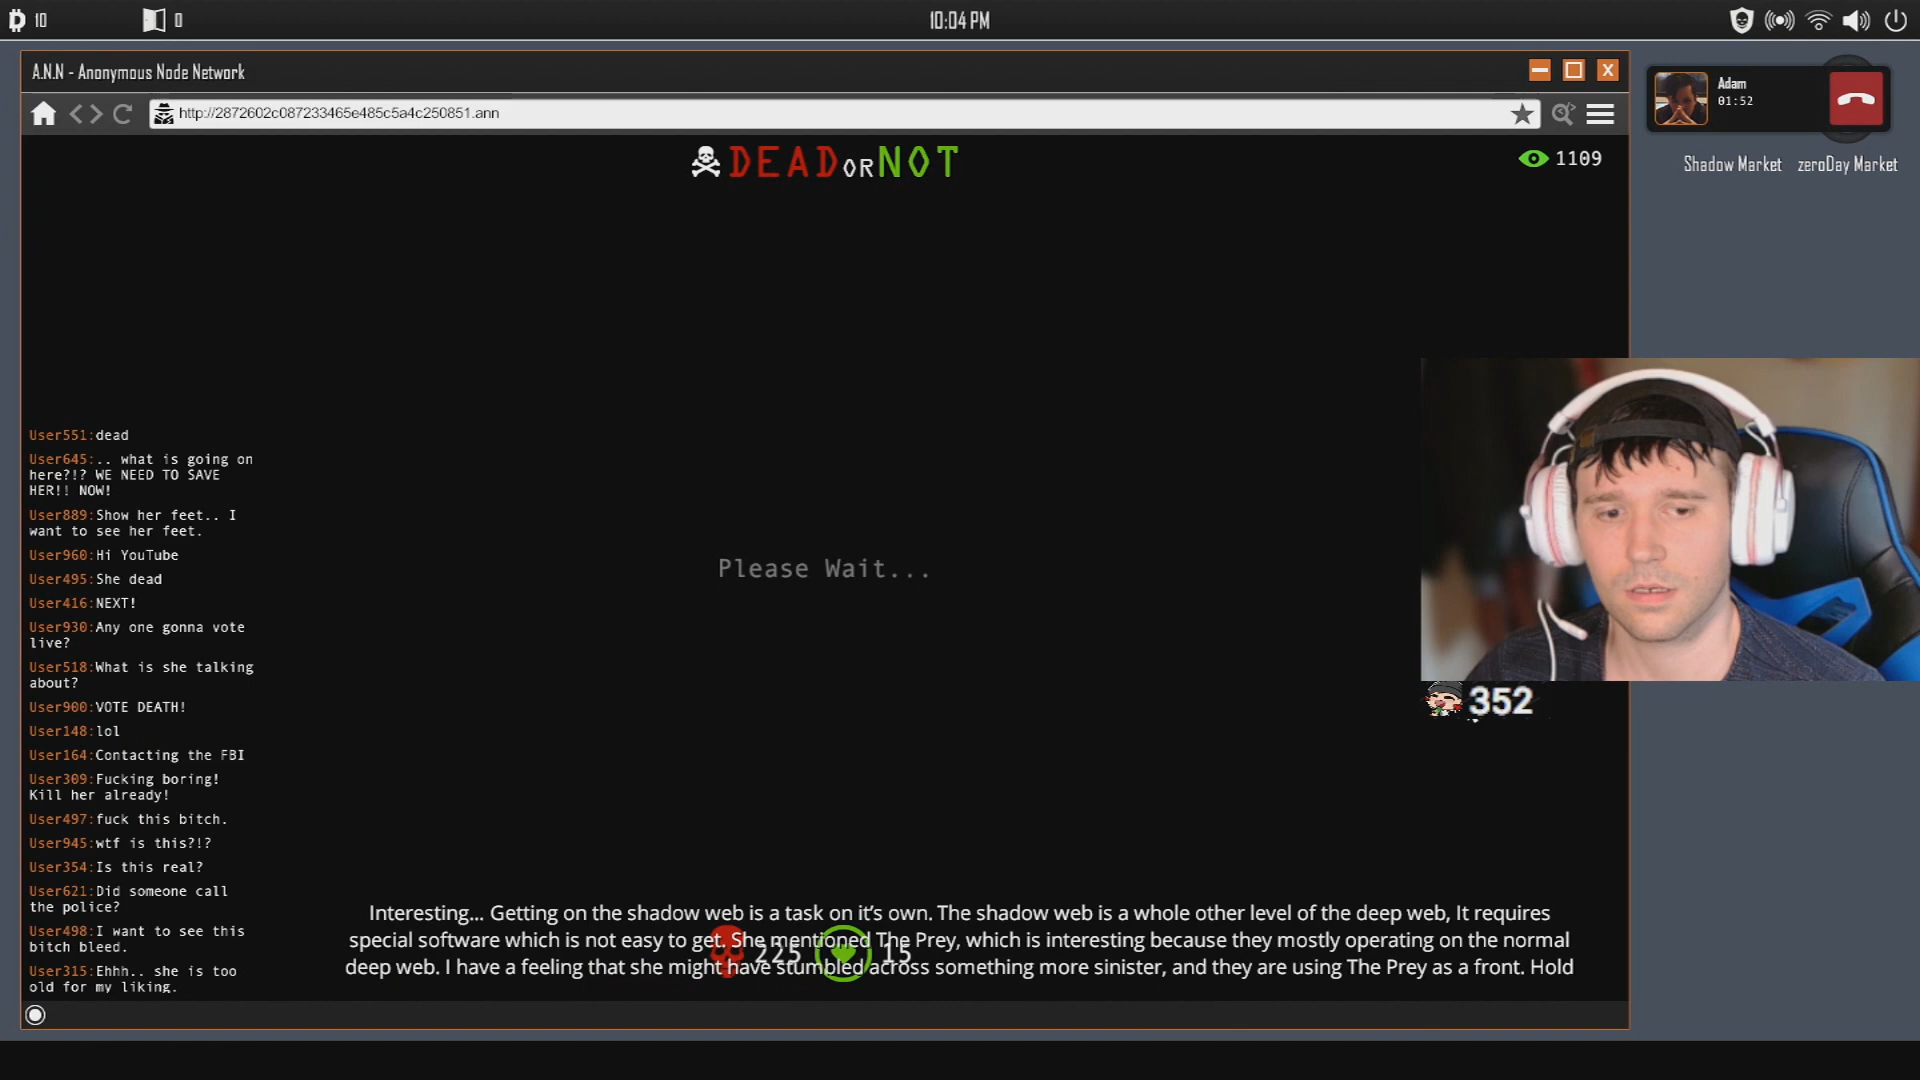 10
0
10:04 PM
A.N.N - Anonymous Node Network
http://2872602c087233465e485c5a4c250851.ann
Adam
01:52
Shadow Market
zeroDay Market
DEAD OR NOT
1109
User551:dead
User645:.. what is going on
here?!? WE NEED TO SAVE
HER!! NOW!
User889:Show her feet.. I
want to see her feet.
User960:Hi YouTube
User495:She dead
User416:NEXT!
User930:Any one gonna vote
live?
User518:What is she talking
about?
User900:VOTE DEATH!
User148:lol
User164:Contacting the FBI
User309:Fucking boring!
Kill her already!
User497:fuck this bitch.
User945:wtf is this?!?
User354:Is this real?
User621:Did someone call
the police?
User498:I want to see this
bitch bleed.
User315:Ehhh.. she is too
old for my liking.
Please Wait...
352
Interesting... Getting on the shadow web is a task on it's own. The shadow web is a whole other level of the deep web, It requires
special software which is not easy to get. She mentioned The Prey, which is interesting because they mostly operating on the normal
deep web. I have a feeling that she might have stumbled across something more sinister, and they are using The Prey as a front. Hold
225
15